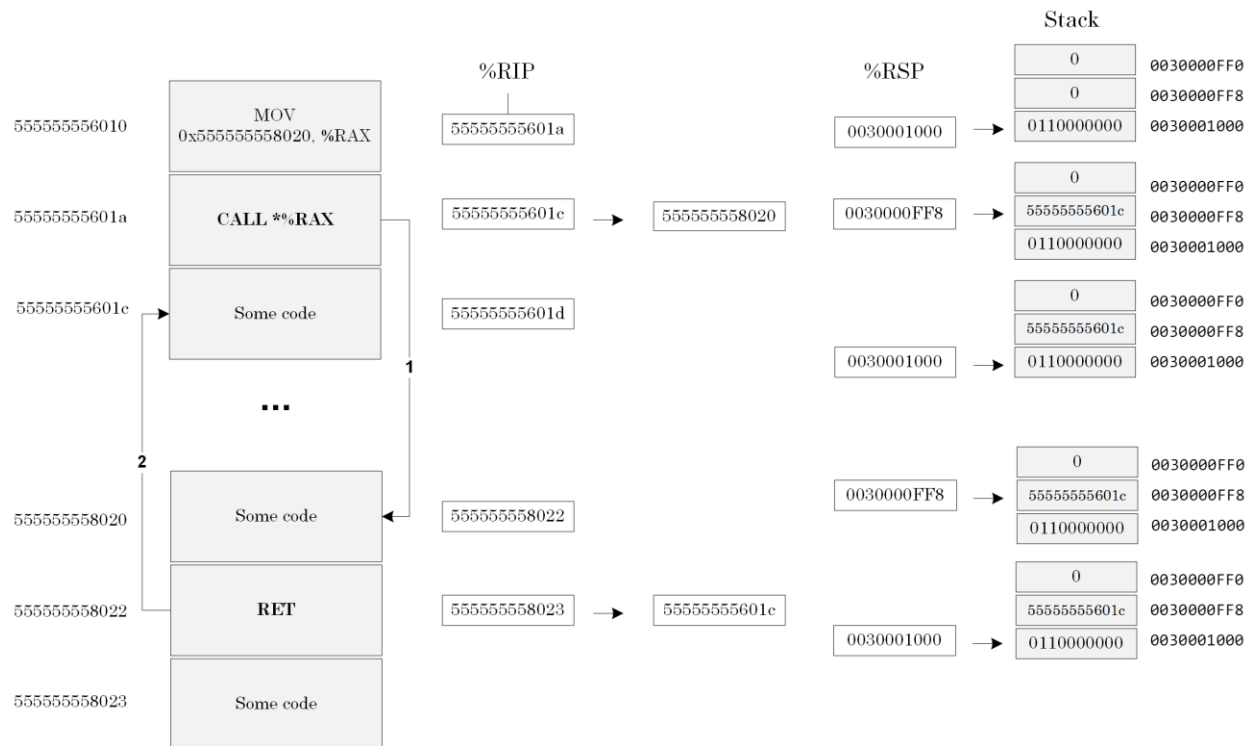 Stack
%RIP
%RSP
0
0030000FF0
0
0030000FF8
555555556010
MOV
0x555555558020, %RAX
55555555601a
0030001000
0110000000
0030001000
0
0030000FF0
55555555601a
CALL *%RAX
55555555601c
555555558020
0030000FF8
55555555601c
0030000FF8
0110000000
0030001000
55555555601c
Some code
55555555601d
0
0030000FF0
55555555601c
0030000FF8
0030001000
0110000000
0030001000
1
...
2
0
0030000FF0
555555558020
Some code
555555558022
0030000FF8
55555555601c
0030000FF8
0110000000
0030001000
0
0030000FF0
555555558022
RET
555555558023
55555555601c
55555555601c
0030000FF8
0030001000
0110000000
0030001000
555555558023
Some code